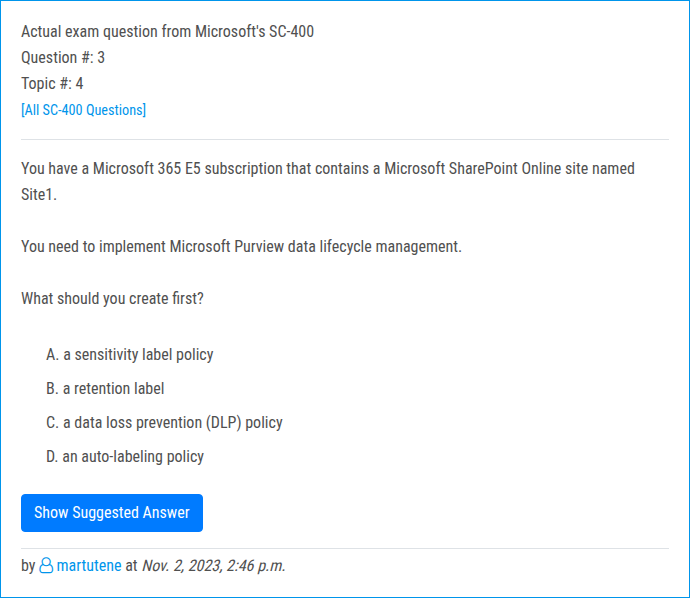 Actual exam question from Microsoft's SC-400
Question #: 3
Topic #: 4
[All SC-400 Questions]
You have a Microsoft 365 E5 subscription that contains a Microsoft SharePoint Online site named
Site1.
You need to implement Microsoft Purview data lifecycle management.
What should you create first?
A. a sensitivity label policy
B. a retention label
C. a data loss prevention (DLP) policy
D. an auto-labeling policy
Show Suggested Answer
by martutene at Nov. 2, 2023, 2:46 p.m.